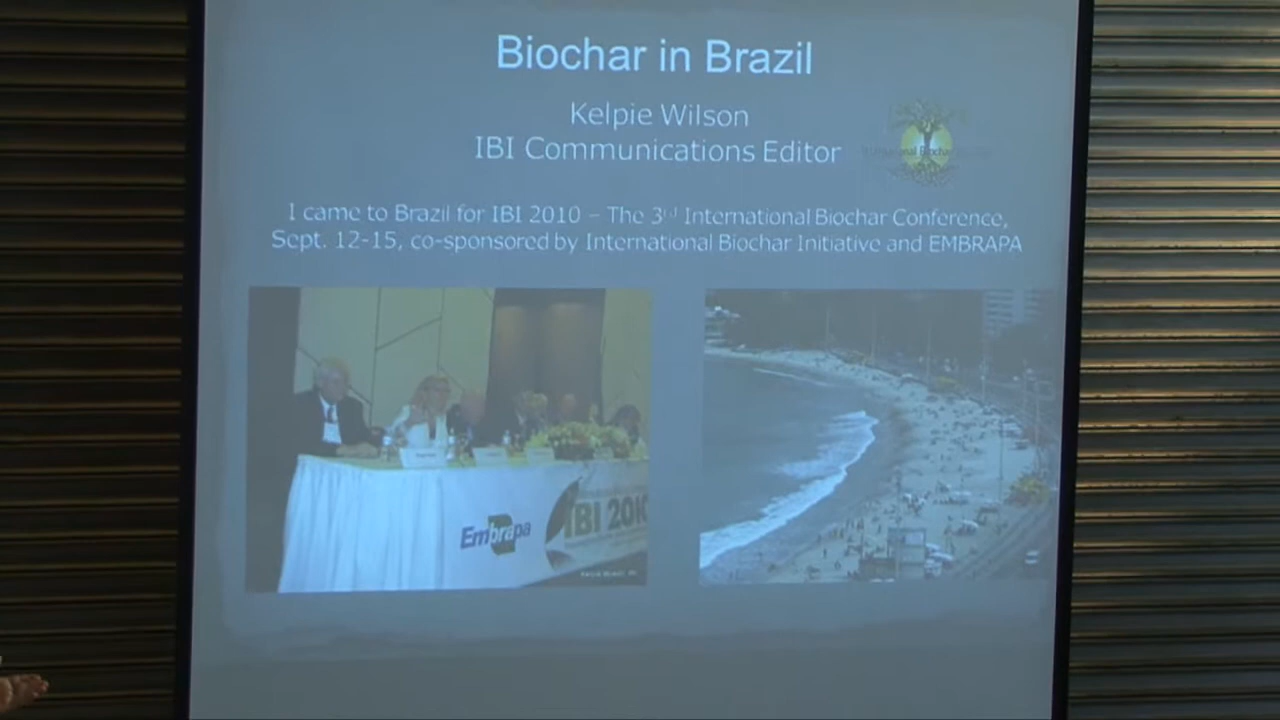 Biochar in Brazil
Kelpie Wilson
IBI Communications Editor
I came to Brazil for IBI 2010 – The 3rd International Biochar Conference,
Sept. 12-15, co-sponsored by International Biochar Initiative and EMBRAPA
Embrapa
IBI 201